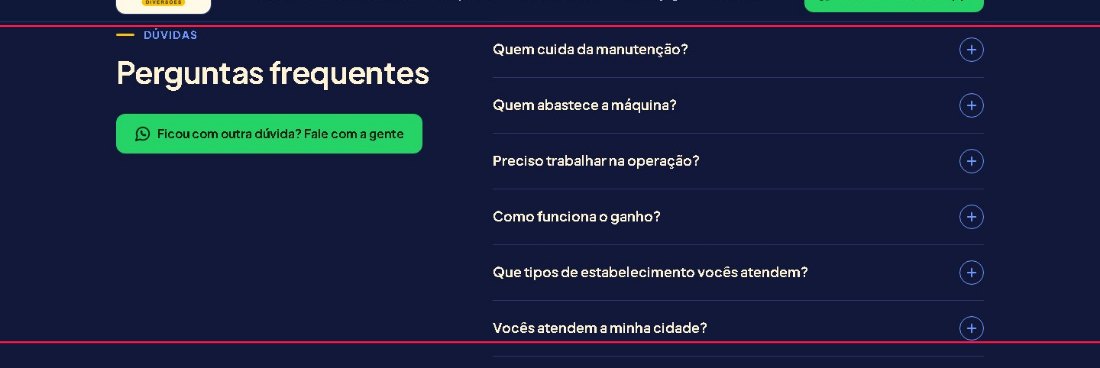 DIVERSÕES
DÚVIDAS
Perguntas frequentes
Ficou com outra dúvida? Fale com a gente
Quem cuida da manutenção?
Quem abastece a máquina?
Preciso trabalhar na operação?
Como funciona o ganho?
Que tipos de estabelecimento vocês atendem?
Vocês atendem a minha cidade?